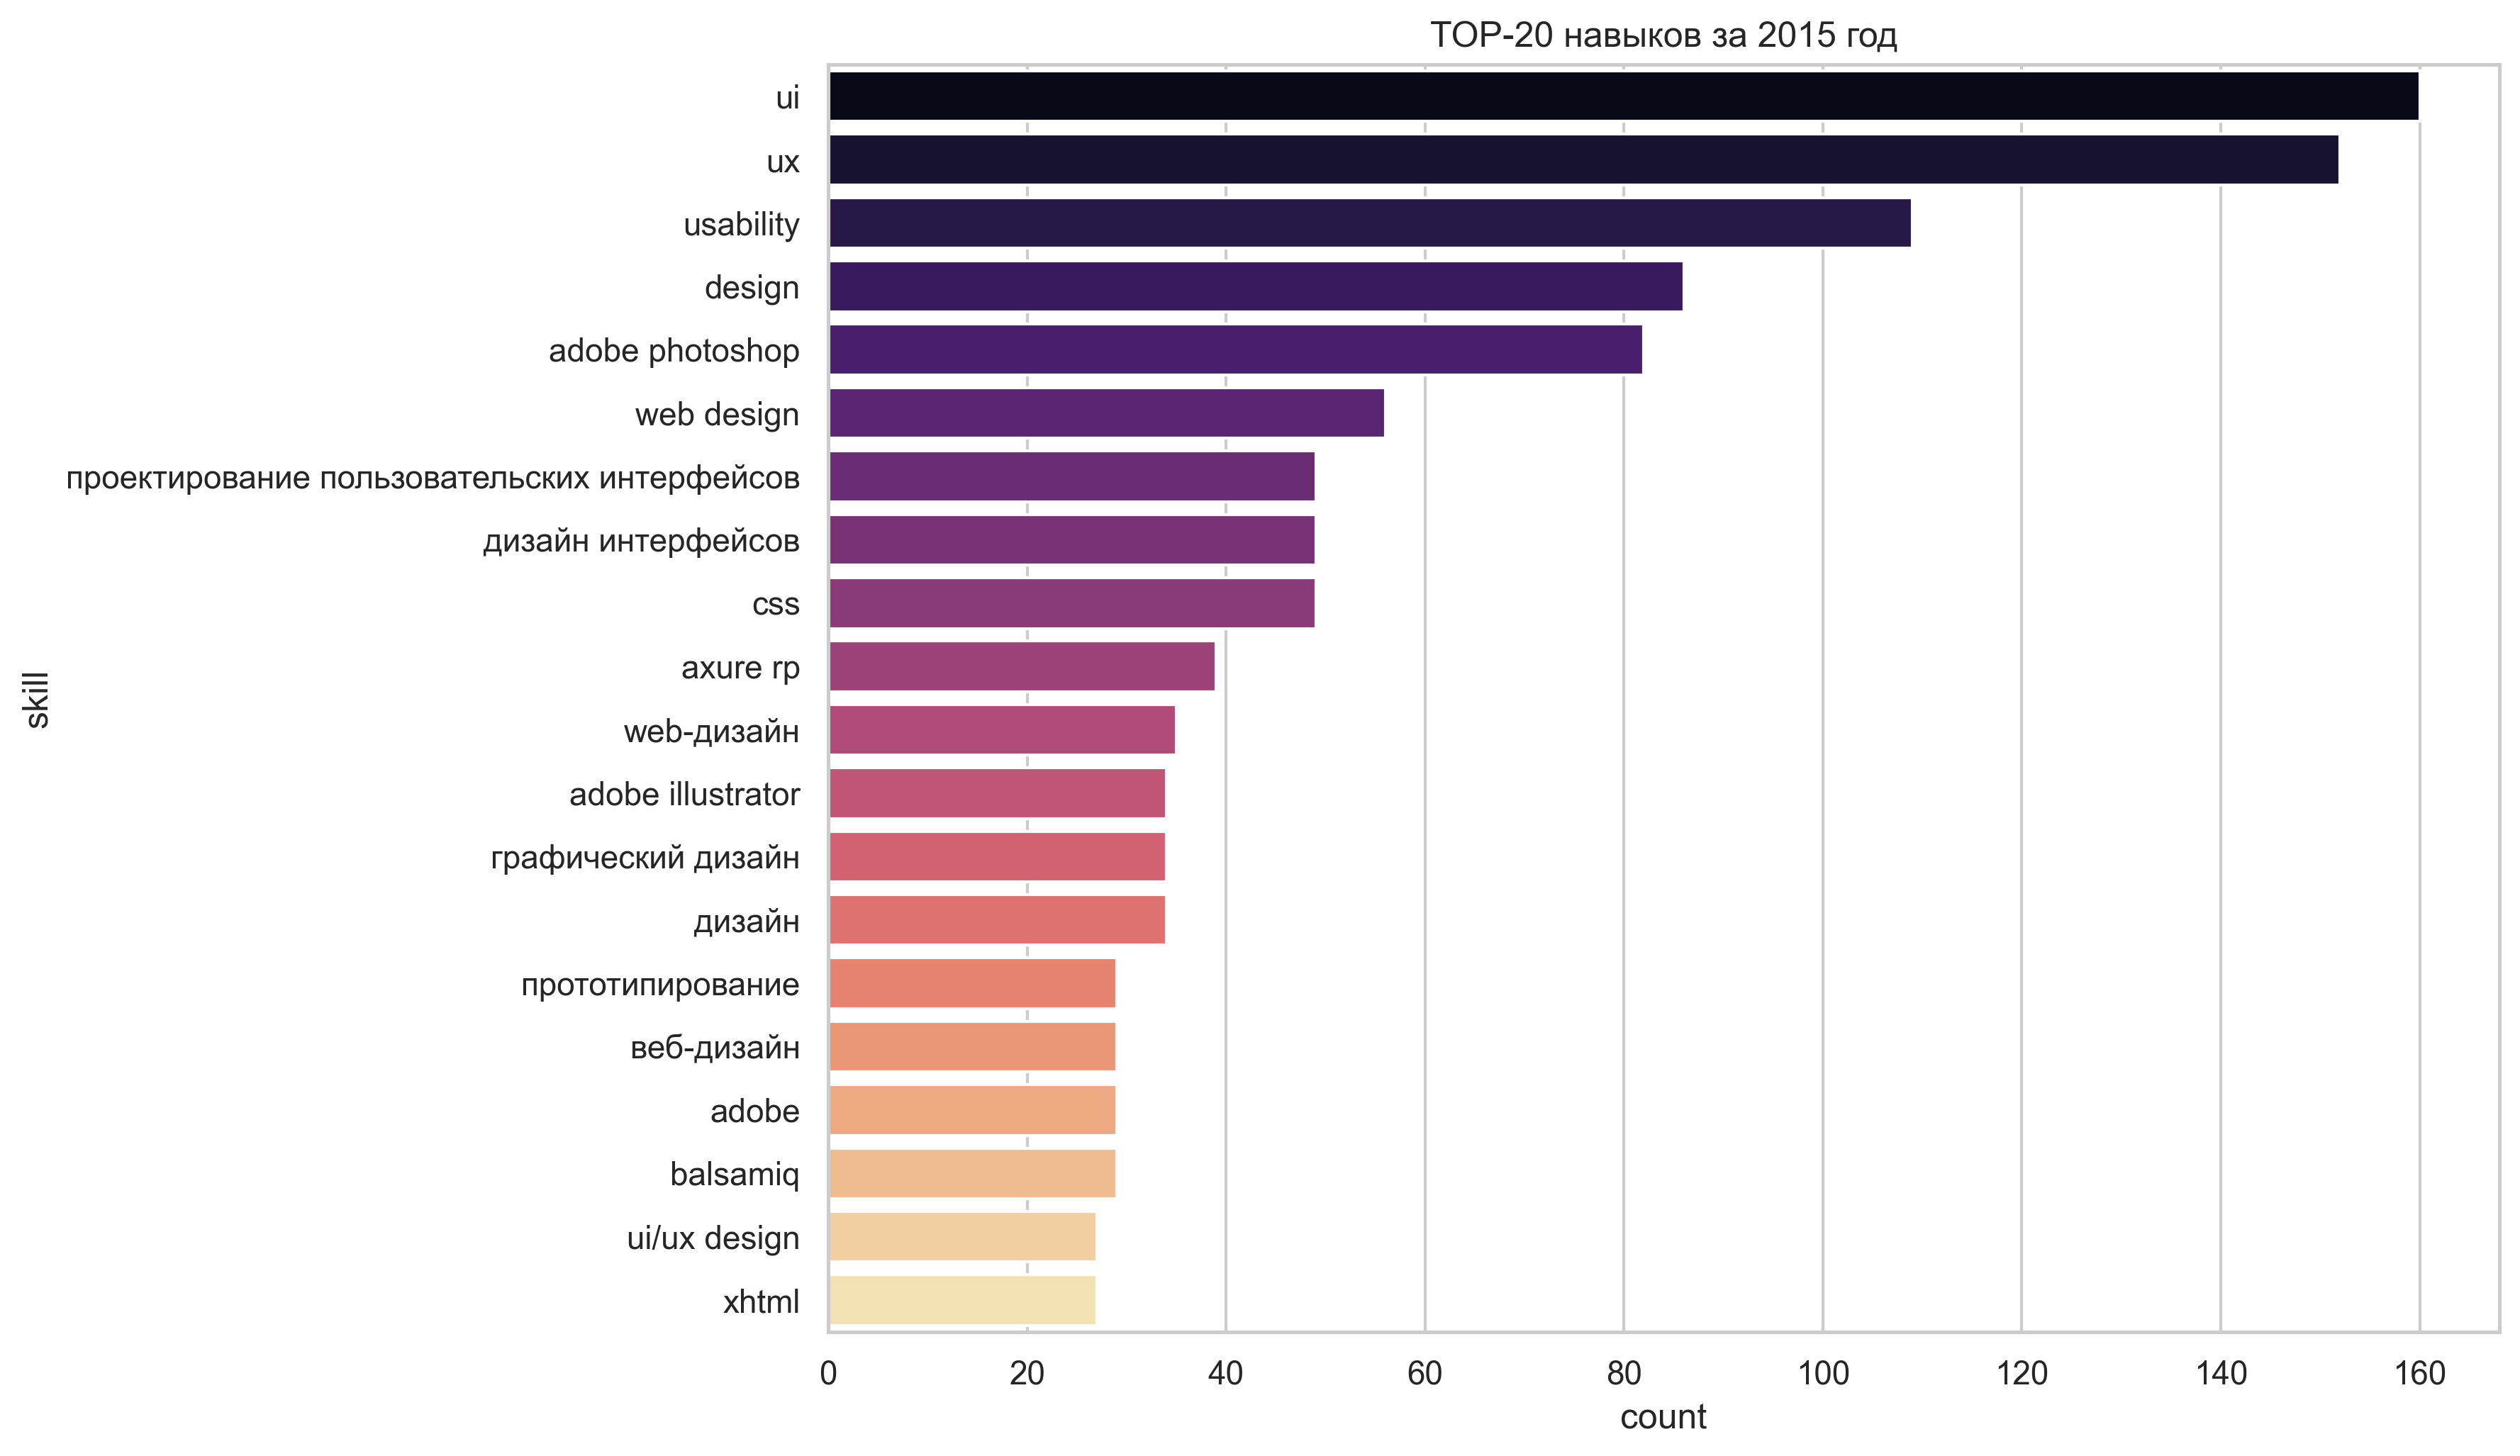 TOP-20 навыков за 2015 год
ui
ux
usability
design
adobe photoshop
web design
проектирование пользовательских интерфейсов
дизайн интерфейсов
css
axure rp
web-дизайн
adobe illustrator
графический дизайн
дизайн
прототипирование
веб-дизайн
adobe
balsamiq
ui/ux design
xhtml
skill
0 20 40 60 80 100 120 140 160
count